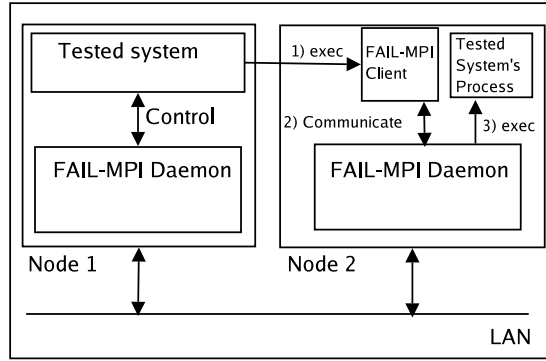 Tested system
1) exec
FAIL-MPI
Client
Tested
System's
Process
Control
2) Communicate
3) exec
FAIL-MPI Daemon
FAIL-MPI Daemon
Node 1
Node 2
LAN